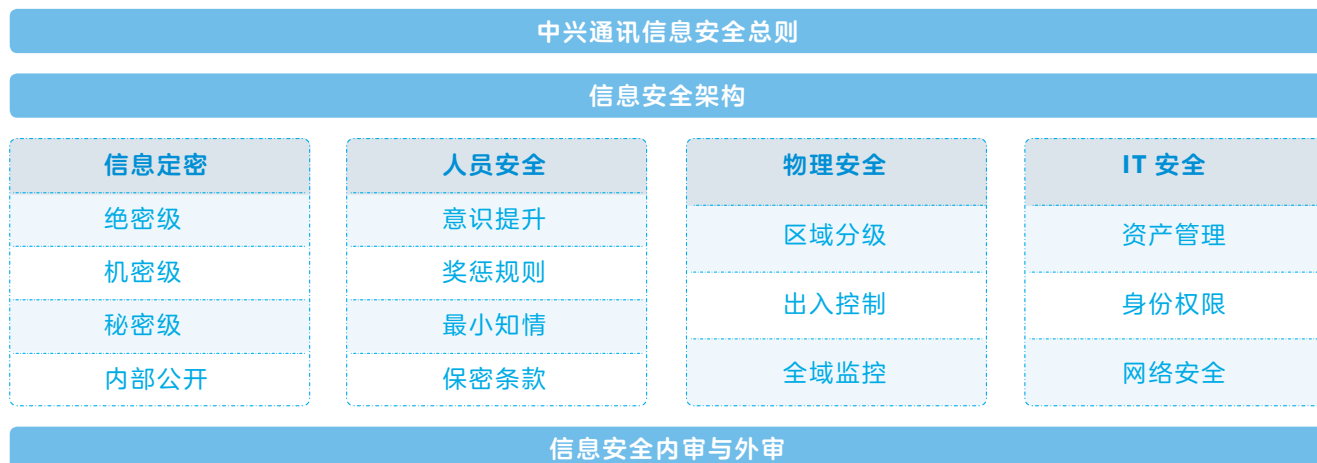 中兴通讯信息安全总则
信息安全架构
信息定密
绝密级
机密级
秘密级
内部公开
人员安全
意识提升
奖惩规则
最小知情
保密条款
物理安全
区域分级
出入控制
全域监控
IT 安全
资产管理
身份权限
网络安全
信息安全内审与外审